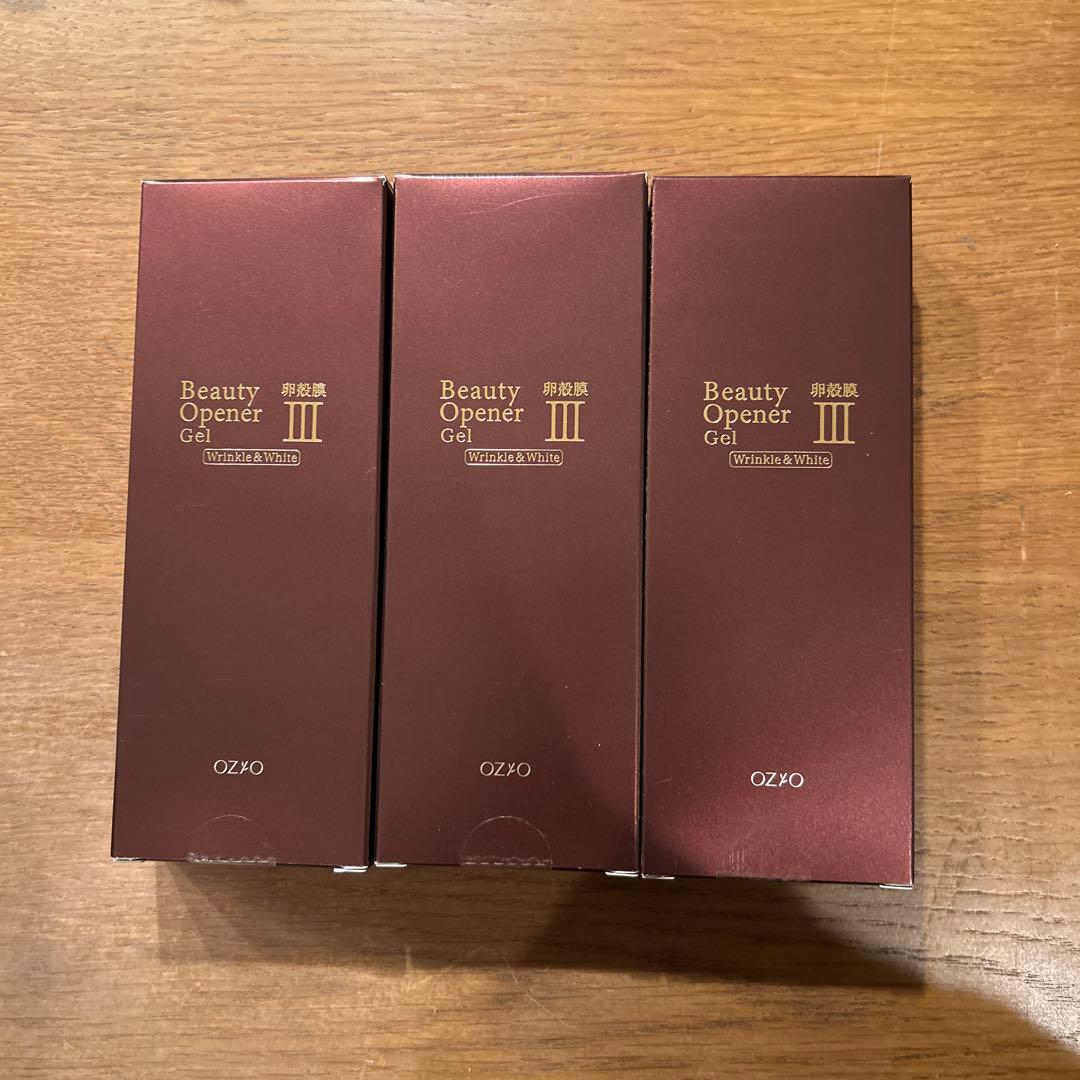 Beauty
Opener
Gel
卵殻膜
III
Wrinkle&White
OZIO
Beauty
Opener
Gel
卵殻膜
III
Wrinkle&White
OZIO
Beauty
Opener
Gel
卵殻膜
III
Wrinkle&White
OZIO